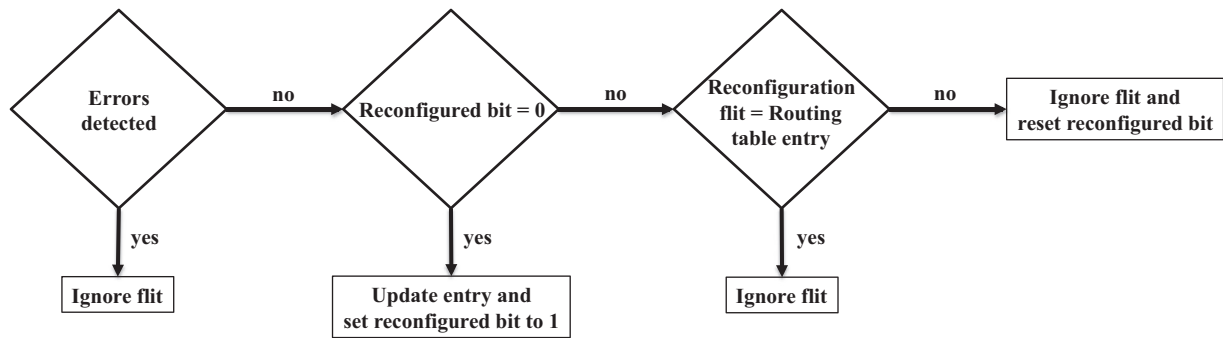 Errors
detected
no
Reconfigured bit = 0
no
Reconfiguration
flit = Routing
table entry
no
Ignore flit and
reset reconfigured bit
yes
Ignore flit
yes
Update entry and
set reconfigured bit to 1
yes
Ignore flit